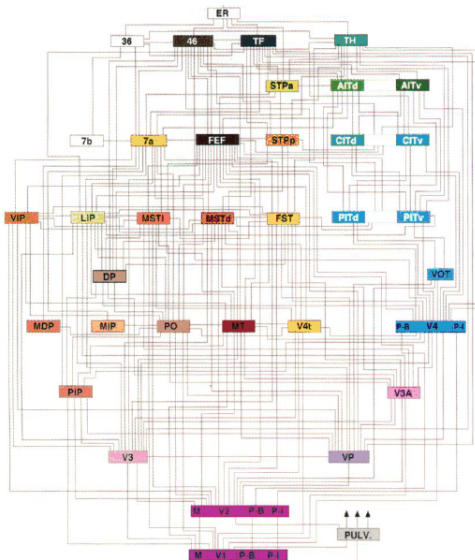 ER
36 46 TF TH
STPa AITd AITv
7b 7a FEF STPp CITd CITv
VIP LIP MSTl MSTd FST PITd PITv
DP VOT
MDP MIP PO MT V4t P-B V4 P-I
PIP V3A
V3 VP
M V2 P-B P-I
PULV.
M V1 P-B P-I